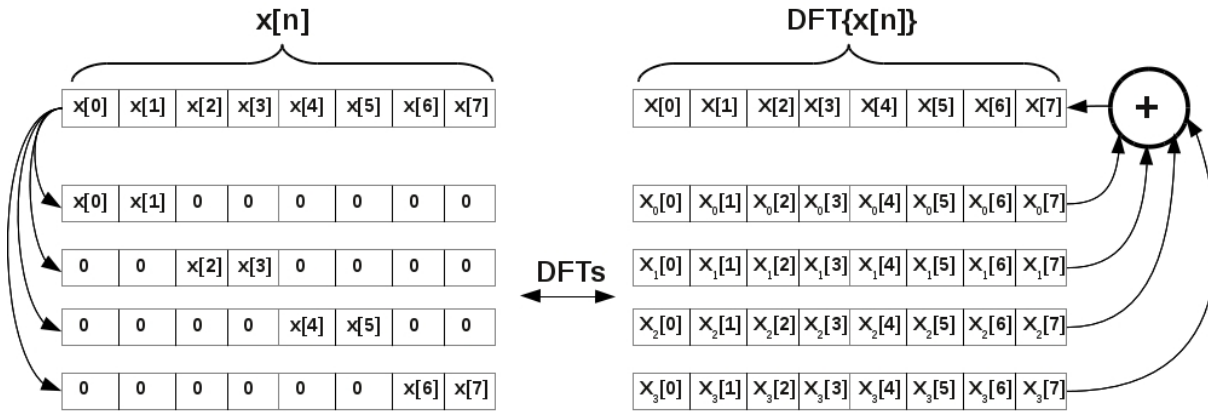 x[n] DFT{x[n]}
x[0] x[1] x[2] x[3] x[4] x[5] x[6] x[7] X[0] X[1] X[2] X[3] X[4] X[5] X[6] X[7] +
x[0] x[1] 0 0 0 0 0 0 X₀[0] X₀[1] X₀[2] X₀[3] X₀[4] X₀[5] X₀[6] X₀[7]
0 0 x[2] x[3] 0 0 0 0 X₁[0] X₁[1] X₁[2] X₁[3] X₁[4] X₁[5] X₁[6] X₁[7]
DFTs
0 0 0 0 x[4] x[5] 0 0 X₂[0] X₂[1] X₂[2] X₂[3] X₂[4] X₂[5] X₂[6] X₂[7]
0 0 0 0 0 0 x[6] x[7] X₃[0] X₃[1] X₃[2] X₃[3] X₃[4] X₃[5] X₃[6] X₃[7]